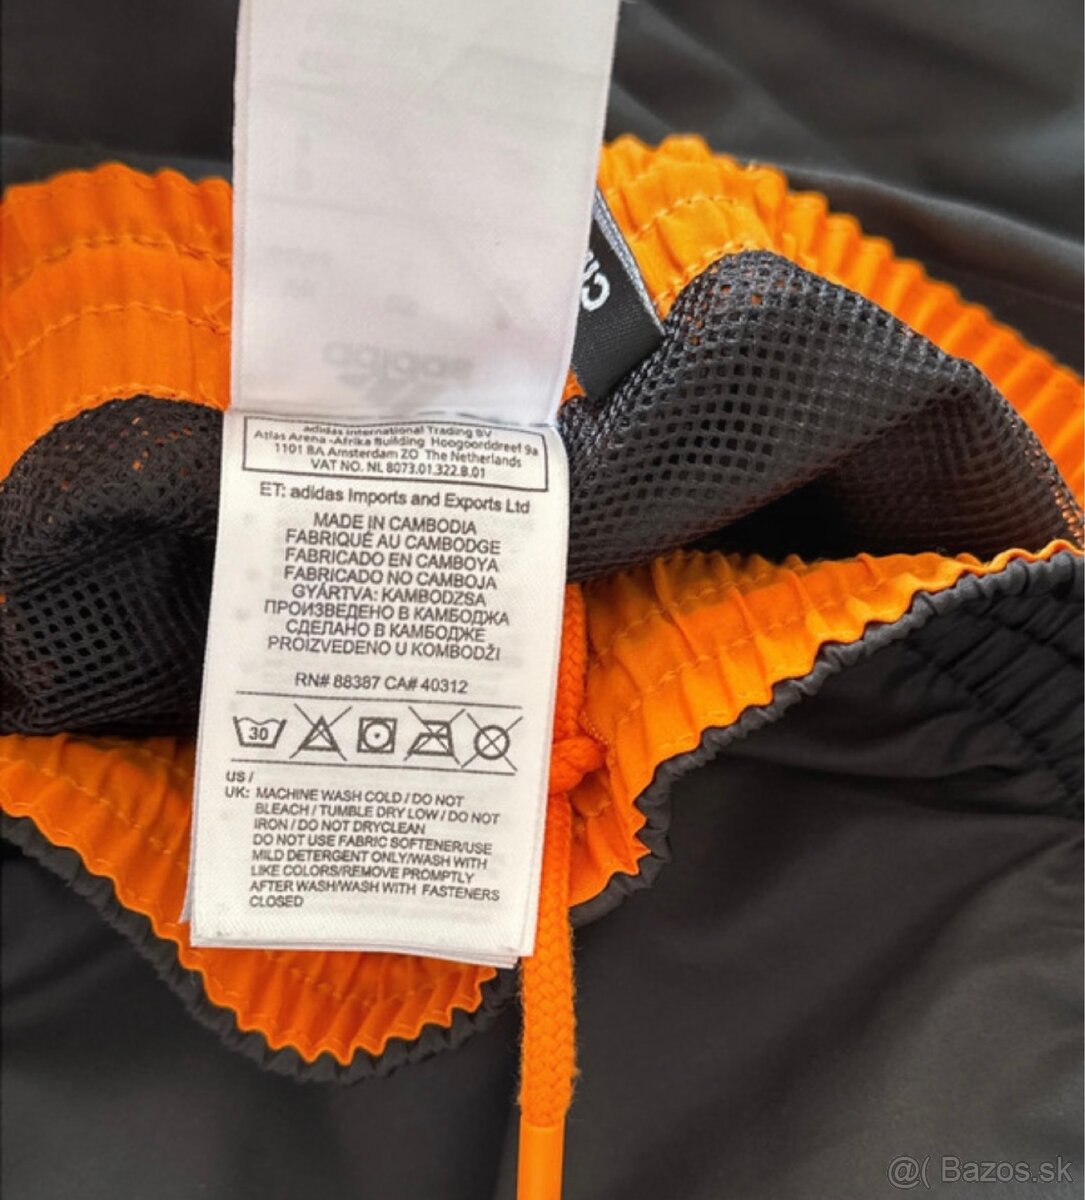 adidas
adidas International Trading BV
Atlas Arena -Afrika Building Hoogoorddreef 9a
1101 BA Amsterdam ZO The Netherlands
VAT NO. NL 8073.01.322.B.01
ET: adidas Imports and Exports Ltd
MADE IN CAMBODIA
FABRIQUÉ AU CAMBODGE
FABRICADO EN CAMBOYA
FABRICADO NO CAMBOJA
GYÁRTVA: KAMBODZSA
ПРОИЗВЕДЕНО В КАМБОДЖА
СДЕЛАНО В КАМБОДЖЕ
PROIZVEDENO U KOMBODŽI
RN# 88387 CA# 40312
30
US /
UK: MACHINE WASH COLD / DO NOT
BLEACH / TUMBLE DRY LOW / DO NOT
IRON / DO NOT DRYCLEAN
DO NOT USE FABRIC SOFTENER/USE
MILD DETERGENT ONLY/WASH WITH
LIKE COLORS/REMOVE PROMPTLY
AFTER WASH/WASH WITH FASTENERS
CLOSED
@( Bazos.sk